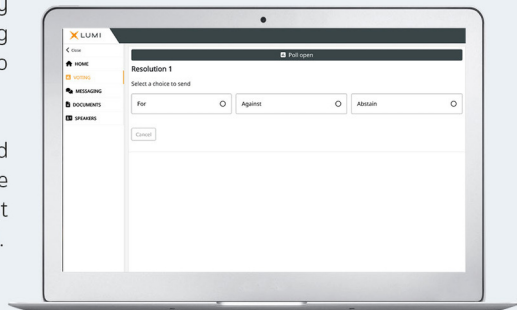 g
g
o
d
e
t
.
LUMI
Close
HOME
VOTING
MESSAGING
DOCUMENTS
SPEAKERS
Poll open
Resolution 1
Select a choice to send
For
Against
Abstain
Cancel